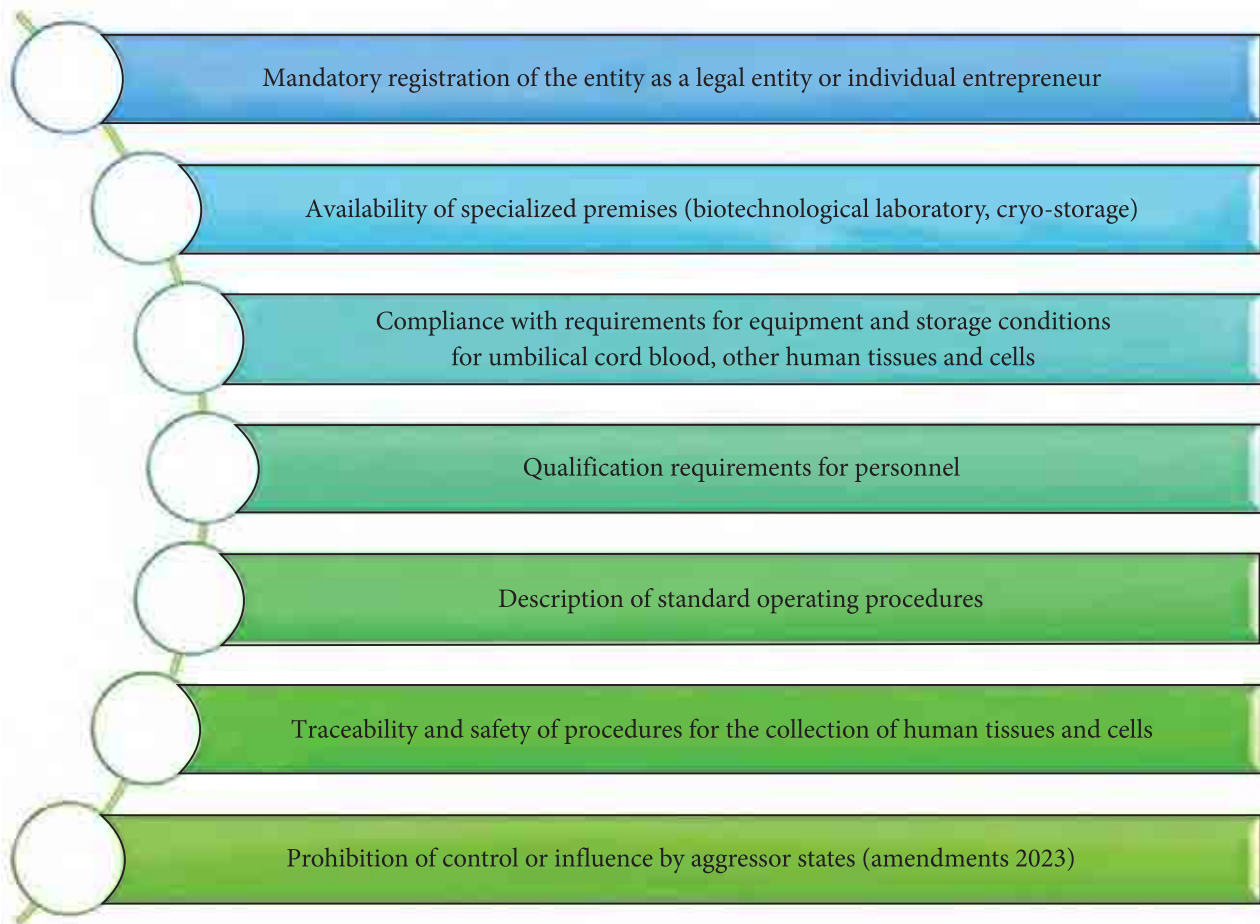 Mandatory registration of the entity as a legal entity or individual entrepreneur
Availability of specialized premises (biotechnological laboratory, cryo-storage)
Compliance with requirements for equipment and storage conditions
for umbilical cord blood, other human tissues and cells
Qualification requirements for personnel
Description of standard operating procedures
Traceability and safety of procedures for the collection of human tissues and cells
Prohibition of control or influence by aggressor states (amendments 2023)